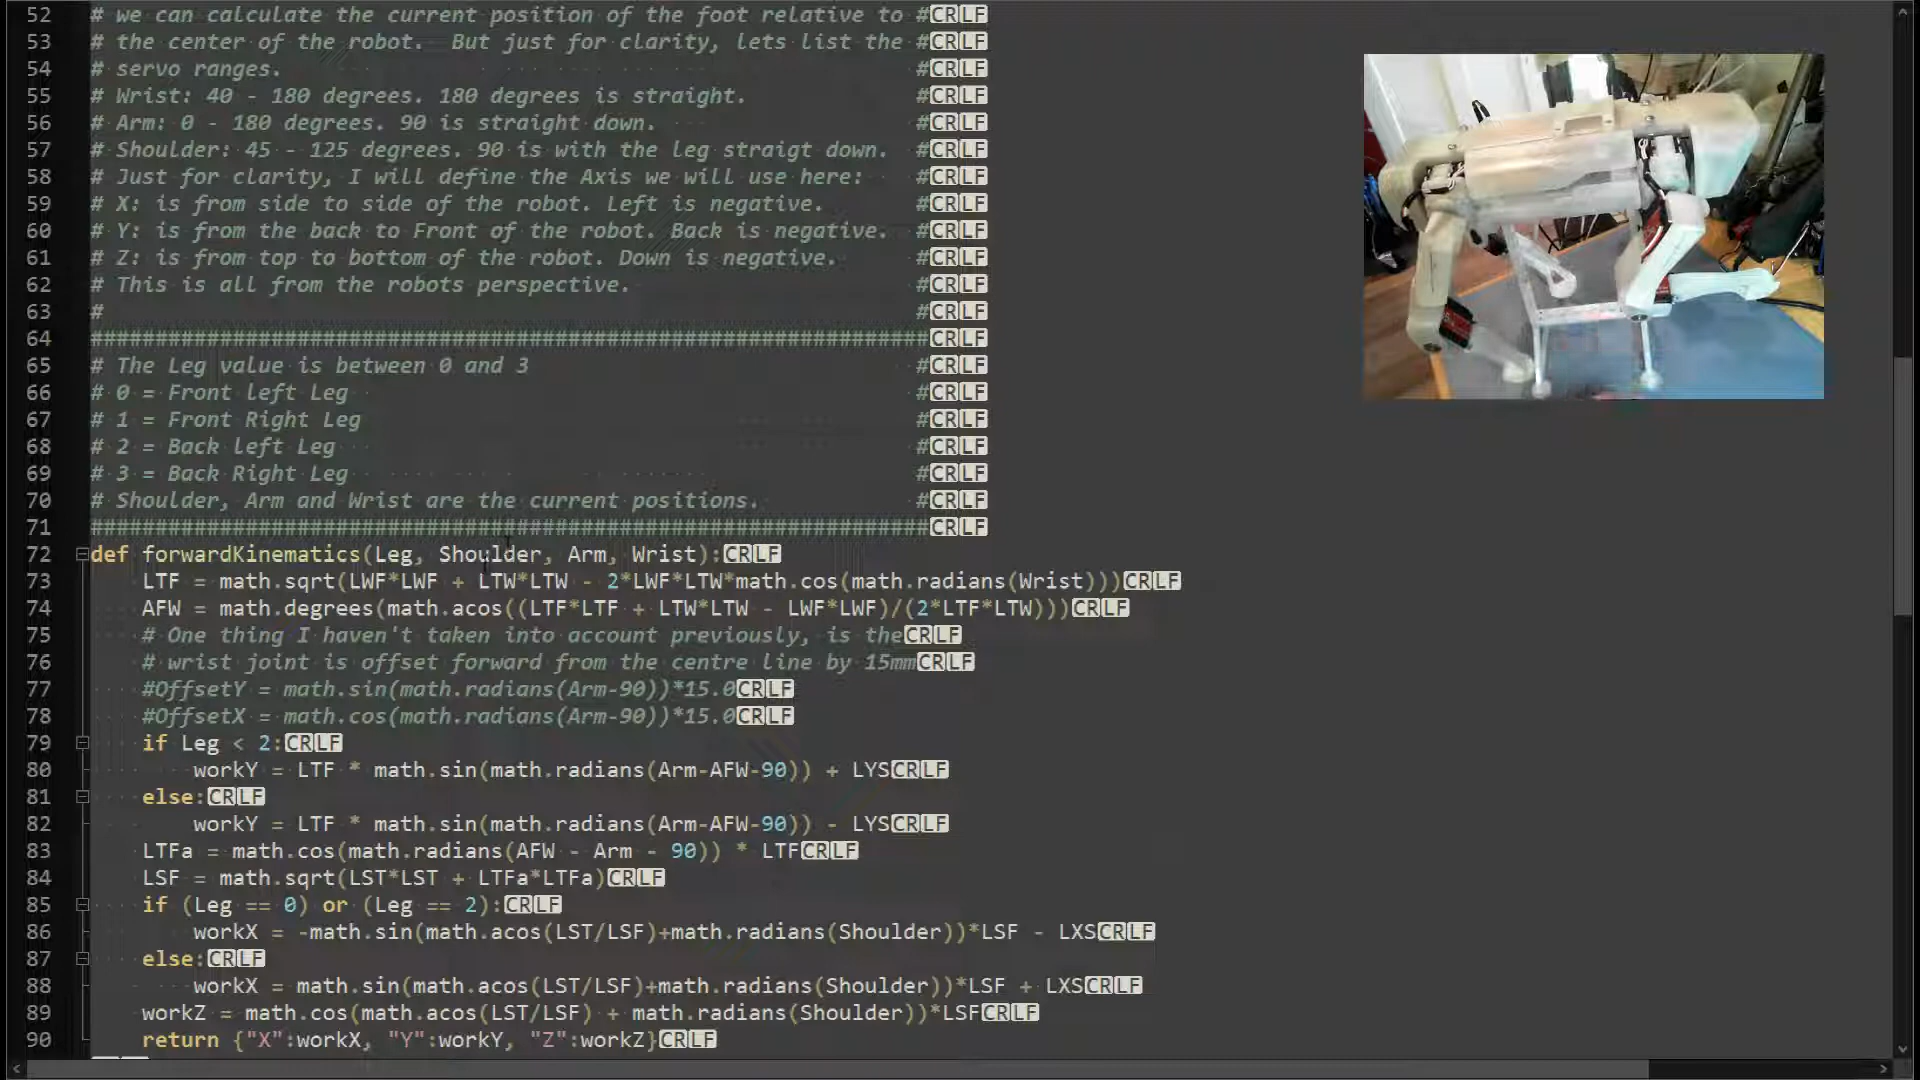 52 # we can calculate the current position of the foot relative to #CRLF
53 # the center of the robot.  But just for clarity, lets list the #CRLF
54 # servo ranges. #CRLF
55 # Wrist: 40 - 180 degrees. 180 degrees is straight. #CRLF
56 # Arm: 0 - 180 degrees. 90 is straight down. #CRLF
57 # Shoulder: 45 - 125 degrees. 90 is with the leg straigt down. #CRLF
58 # Just for clarity, I will define the Axis we will use here: #CRLF
59 # X: is from side to side of the robot. Left is negative. #CRLF
60 # Y: is from the back to Front of the robot. Back is negative. #CRLF
61 # Z: is from top to bottom of the robot. Down is negative. #CRLF
62 # This is all from the robots perspective. #CRLF
63 # #CRLF
64 #################################################################CRLF
65 # The Leg value is between 0 and 3 #CRLF
66 # 0 = Front left Leg #CRLF
67 # 1 = Front Right Leg #CRLF
68 # 2 = Back left Leg #CRLF
69 # 3 = Back Right Leg #CRLF
70 # Shoulder, Arm and Wrist are the current positions. #CRLF
71 #################################################################CRLF
72 def forwardKinematics(Leg, Shoulder, Arm, Wrist):CRLF
73 LTF = math.sqrt(LWF*LWF + LTW*LTW - 2*LWF*LTW*math.cos(math.radians(Wrist)))CRLF
74 AFW = math.degrees(math.acos((LTF*LTF + LTW*LTW - LWF*LWF)/(2*LTF*LTW)))CRLF
75 # One thing I haven't taken into account previously, is theCRLF
76 # wrist joint is offset forward from the centre line by 15mmCRLF
77 #OffsetY = math.sin(math.radians(Arm-90))*15.0CRLF
78 #OffsetX = math.cos(math.radians(Arm-90))*15.0CRLF
79 if Leg < 2:CRLF
80 workY = LTF * math.sin(math.radians(Arm-AFW-90)) + LYSCRLF
81 else:CRLF
82 workY = LTF * math.sin(math.radians(Arm-AFW-90)) - LYSCRLF
83 LTFa = math.cos(math.radians(AFW - Arm - 90)) * LTFCRLF
84 LSF = math.sqrt(LST*LST + LTFa*LTFa)CRLF
85 if (Leg == 0) or (Leg == 2):CRLF
86 workX = -math.sin(math.acos(LST/LSF)+math.radians(Shoulder))*LSF - LXSCRLF
87 else:CRLF
88 workX = math.sin(math.acos(LST/LSF)+math.radians(Shoulder))*LSF + LXSCRLF
89 workZ = math.cos(math.acos(LST/LSF) + math.radians(Shoulder))*LSFCRLF
90 return {"X":workX, "Y":workY, "Z":workZ}CRLF